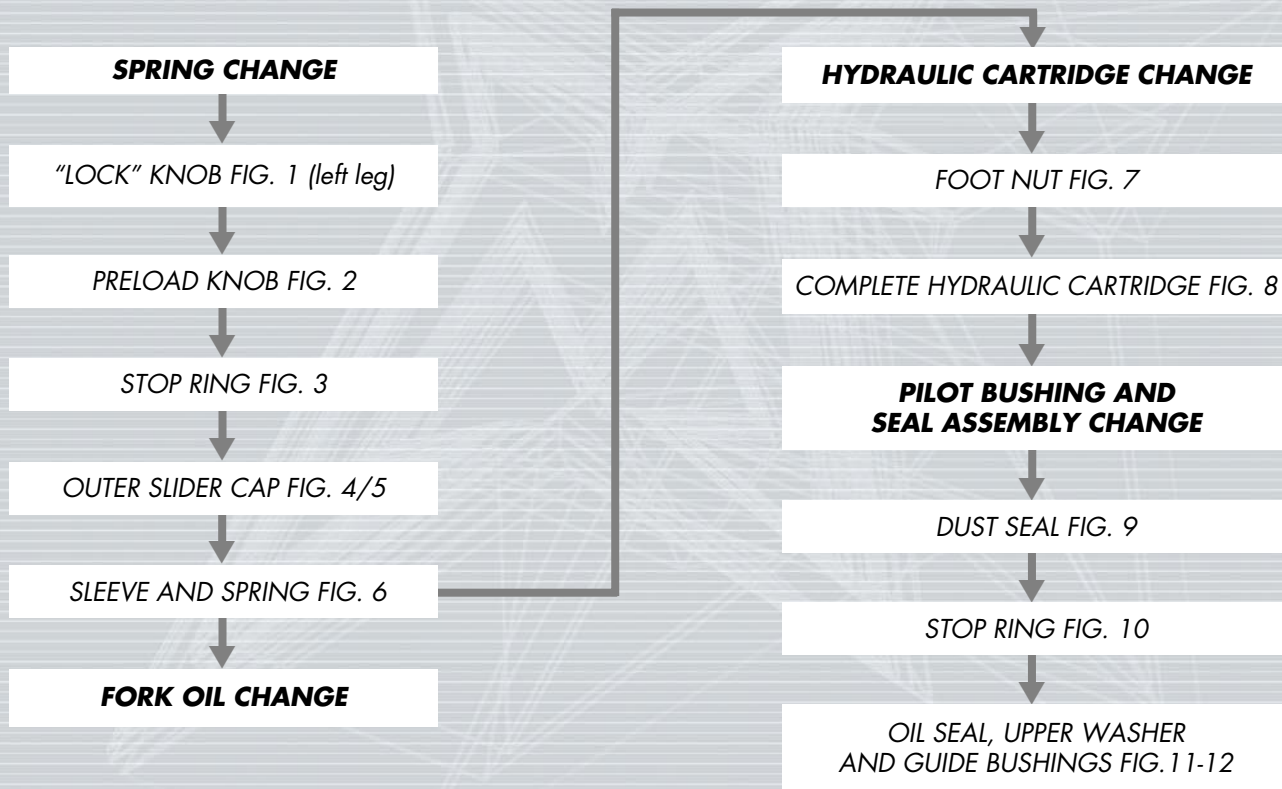 SPRING CHANGE
“LOCK” KNOB FIG. 1 (left leg)
PRELOAD KNOB FIG. 2
STOP RING FIG. 3
OUTER SLIDER CAP FIG. 4/5
SLEEVE AND SPRING FIG. 6
FORK OIL CHANGE
HYDRAULIC CARTRIDGE CHANGE
FOOT NUT FIG. 7
COMPLETE HYDRAULIC CARTRIDGE FIG. 8
PILOT BUSHING AND
SEAL ASSEMBLY CHANGE
DUST SEAL FIG. 9
STOP RING FIG. 10
OIL SEAL, UPPER WASHER
AND GUIDE BUSHINGS FIG.11-12